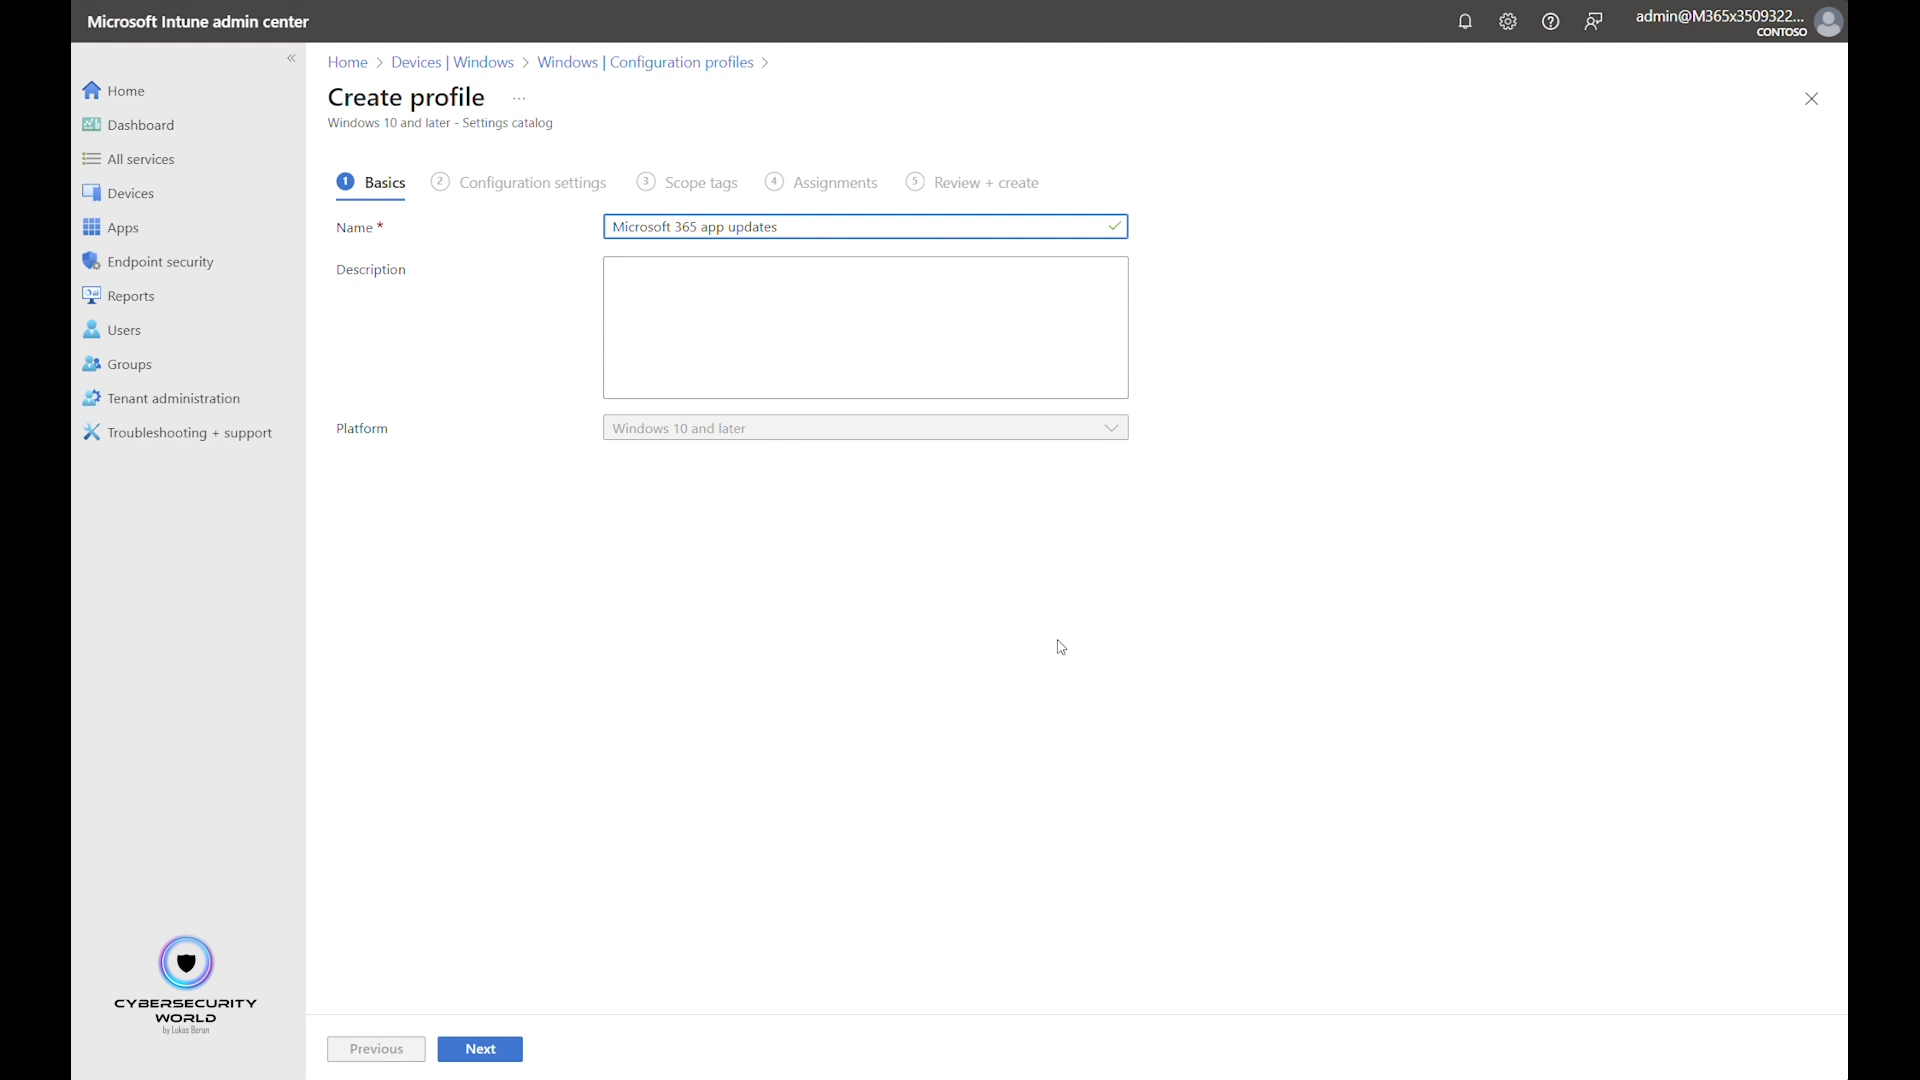 Microsoft Intune admin center
admin@M365x3509322...
CONTOSO
Home
Dashboard
All services
Devices
Apps
Endpoint security
Reports
Users
Groups
Tenant administration
Troubleshooting + support
CYBERSECURITY
WORLD
by Lukas Beran
Home > Devices | Windows > Windows | Configuration profiles >
Create profile ...
Windows 10 and later - Settings catalog
1 Basics 2 Configuration settings 3 Scope tags 4 Assignments 5 Review + create
Name * Microsoft 365 app updates
Description
Platform Windows 10 and later
Previous Next